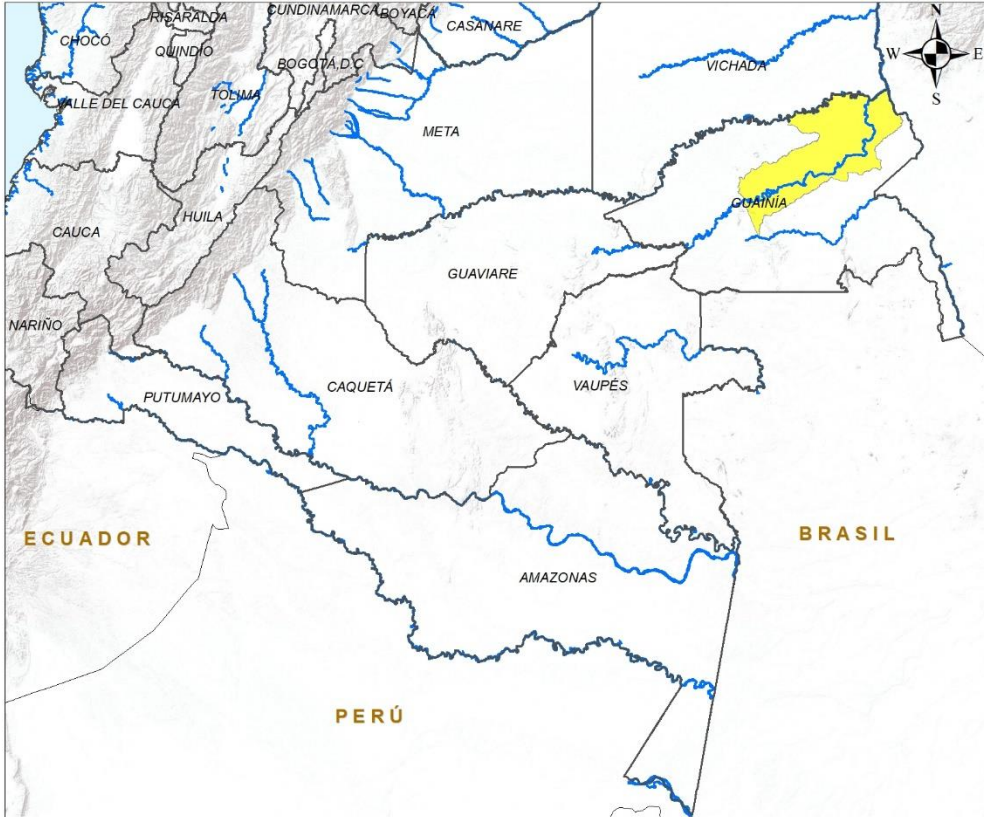 CUNDINAMARCA
BOYACÁ
RISARALDA
CASANARE
N
CHOCÓ
QUINDIO
BOGOTÁ,D.C
VICHADA
W
E
TOLIMA
S
VALLE DEL CAUCA
META
GUAINÍA
HUILA
CAUCA
GUAVIARE
NARIÑO
CAQUETÁ
VAUPÉS
PUTUMAYO
ECUADOR
BRASIL
AMAZONAS
PERÚ